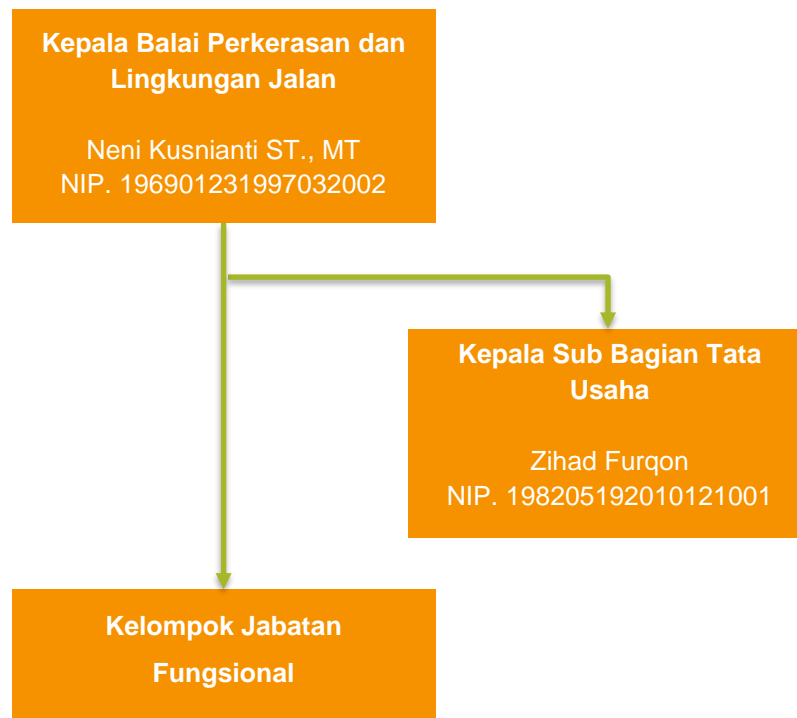 Kepala Balai Perkerasan dan
Lingkungan Jalan
Neni Kusnianti ST., MT
NIP. 196901231997032002
Kepala Sub Bagian Tata
Usaha
Zihad Furqon
NIP. 198205192010121001
Kelompok Jabatan
Fungsional